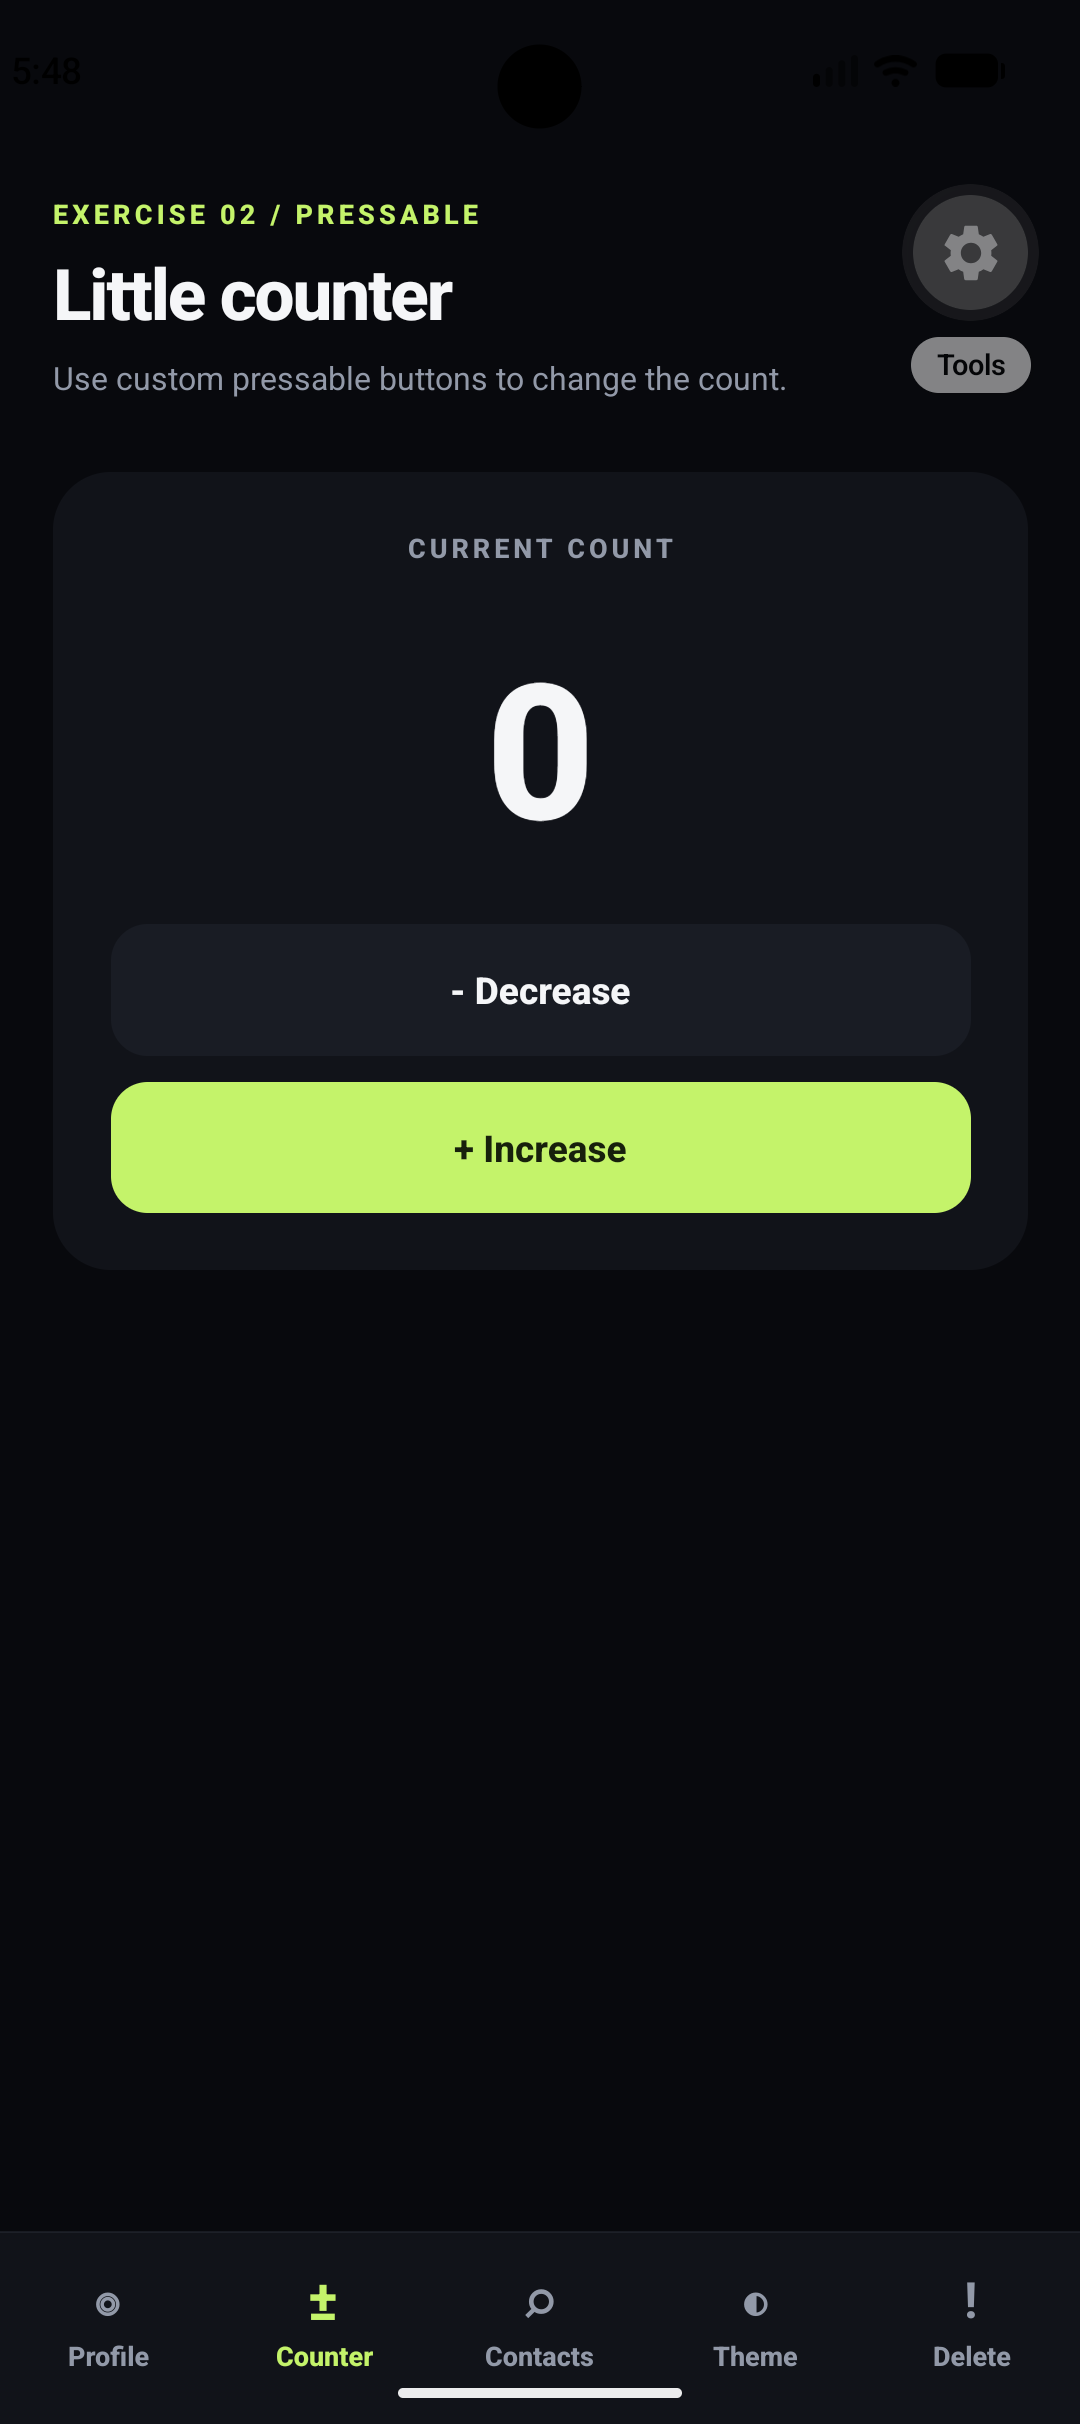 5:48
EXERCISE 02 / PRESSABLE
Little counter
Use custom pressable buttons to change the count.
Tools
CURRENT COUNT
0
- Decrease
+ Increase
Profile
Counter
Contacts
Theme
Delete